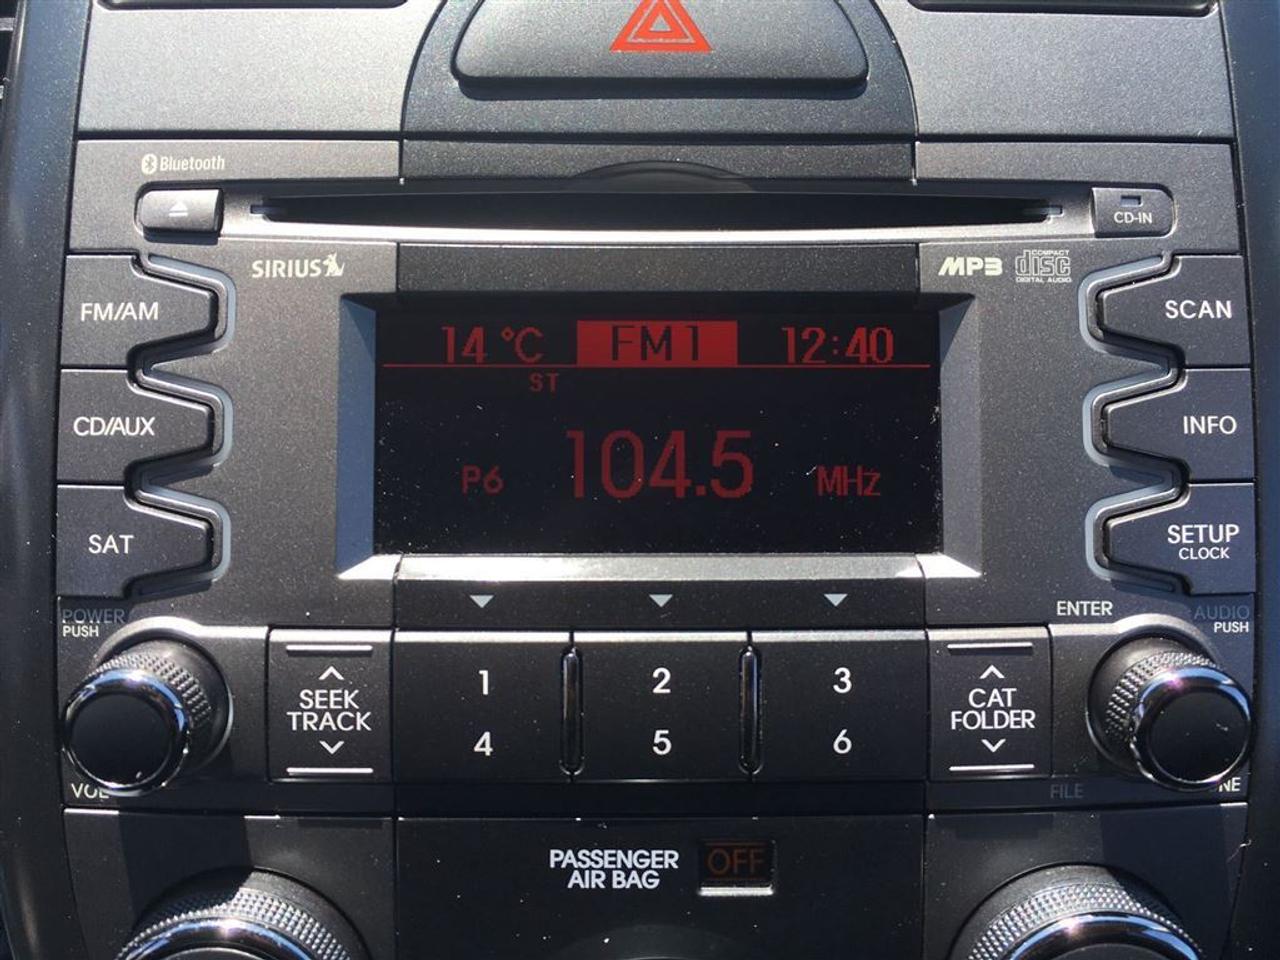 Bluetooth
CD-IN
SIRIUS
MP3
COMPACT
disc
DIGITAL AUDIO
FM/AM
SCAN
14 °C FM1 12:40
ST
CD/AUX
INFO
P6 104.5 MHz
SAT
SETUP
CLOCK
POWER
PUSH
ENTER
AUDIO
PUSH
SEEK
TRACK
1 2 3
4 5 6
CAT
FOLDER
VOL
FILE
PASSENGER
AIR BAG
OFF